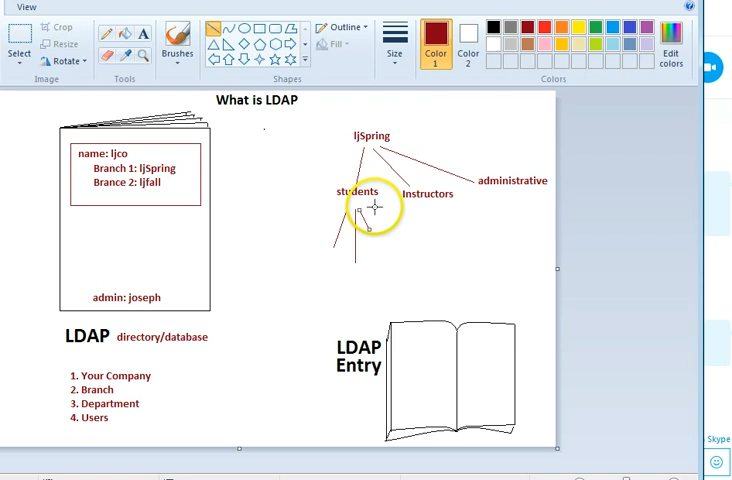 View
Crop
Resize
Rotate
Select
Image
Tools
Brushes
Outline
Fill
Shapes
Size
Color 1
Color 2
Edit colors
Colors
What is LDAP
name: ljco
Branch 1: ljSpring
Brance 2: ljfall
admin: joseph
LDAP directory/database
1. Your Company
2. Branch
3. Department
4. Users
ljSpring
students
Instructors
administrative
LDAP
Entry
Skype